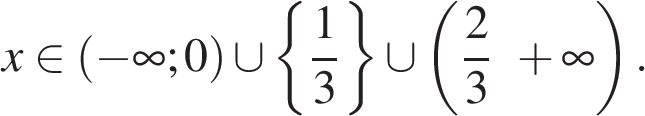 x ∈ (−∞; 0) ∪ {1/3} ∪ (2/3 +∞).